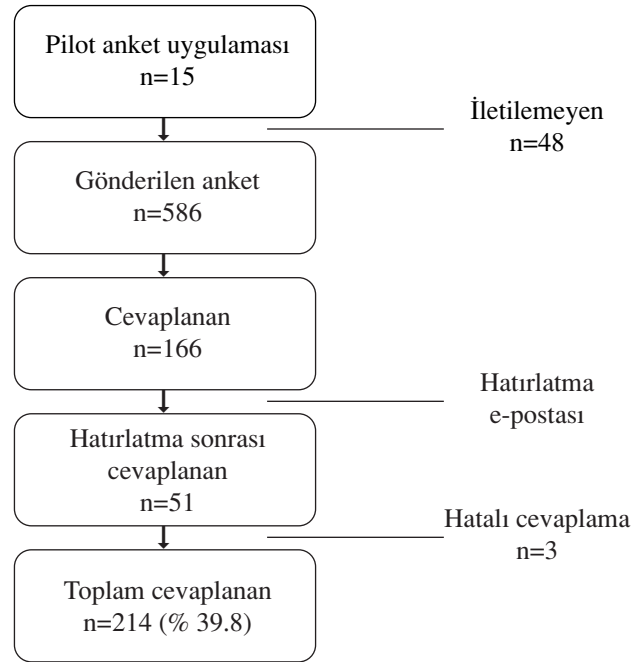 Pilot anket uygulaması
n=15
İletilemeyen
n=48
Gönderilen anket
n=586
Cevaplanan
n=166
Hatırlatma
e-postası
Hatırlatma sonrası
cevaplanan
n=51
Hatalı cevaplama
n=3
Toplam cevaplanan
n=214 (% 39.8)